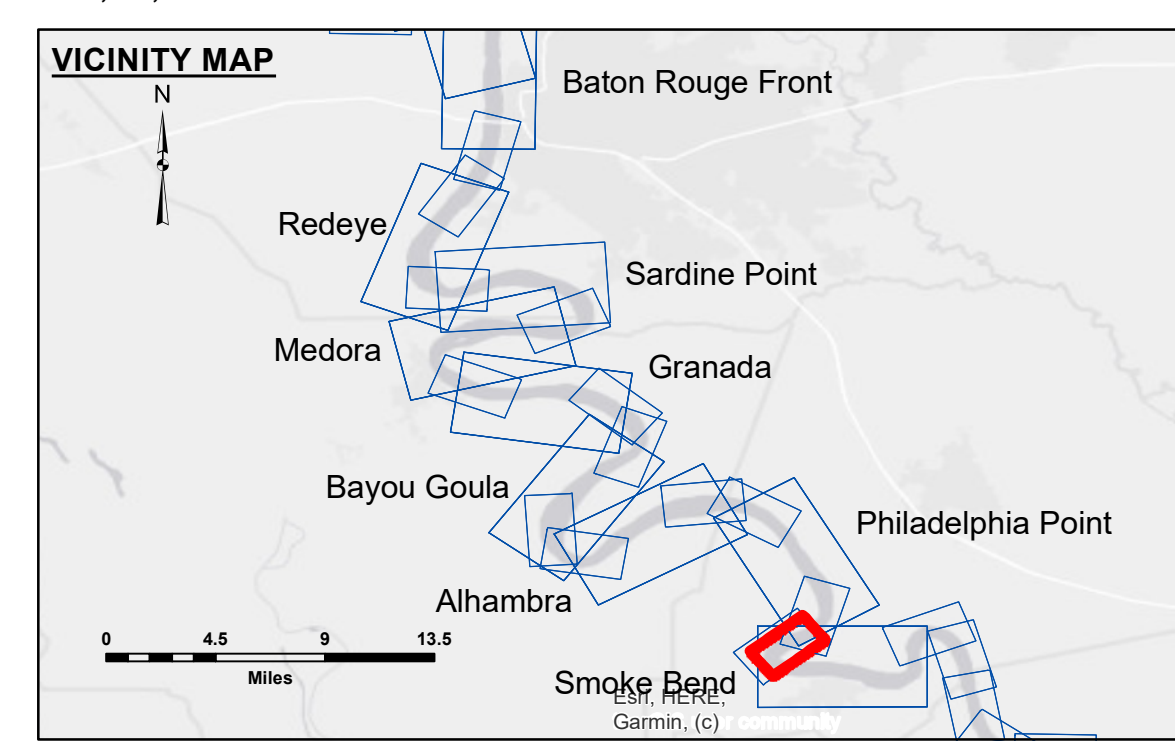 VICINITY MAP
N
Baton Rouge Front
Redeye
Sardine Point
Medora
Granada
Bayou Goula
Philadelphia Point
Alhambra
0 4.5 9 13.5
Miles
Smoke Bend
Esri, HERE,
Garmin, (c) community